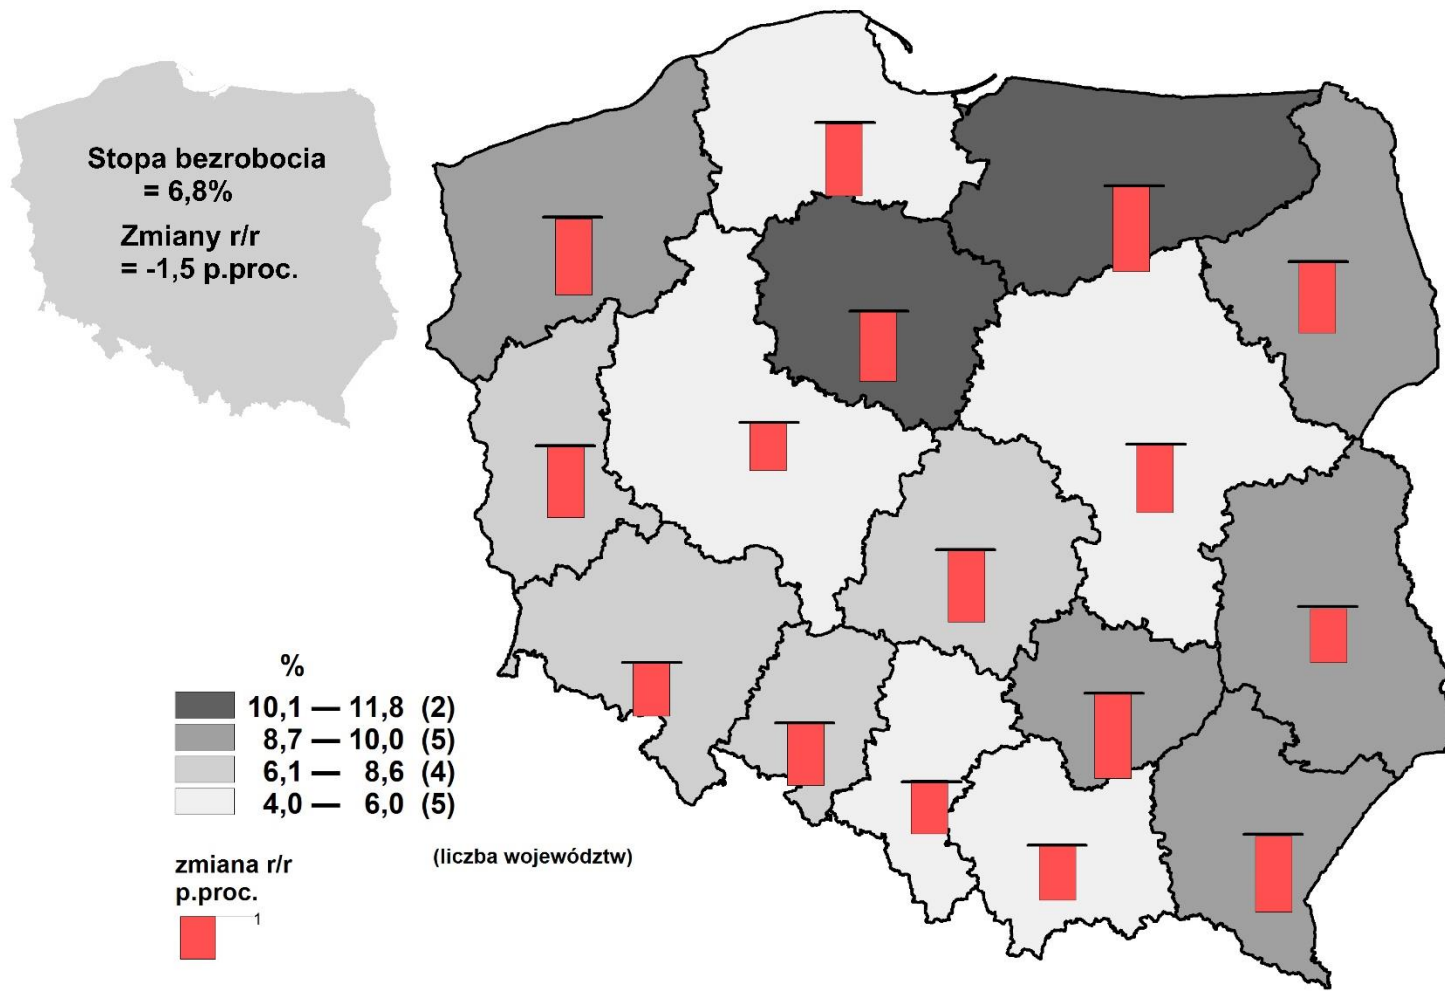 Stopa bezrobocia
= 6,8%
Zmiany r/r
= -1,5 p.proc.
%
10,1 — 11,8 (2)
8,7 — 10,0 (5)
6,1 — 8,6 (4)
4,0 — 6,0 (5)
(liczba województw)
zmiana r/r
p.proc.
1